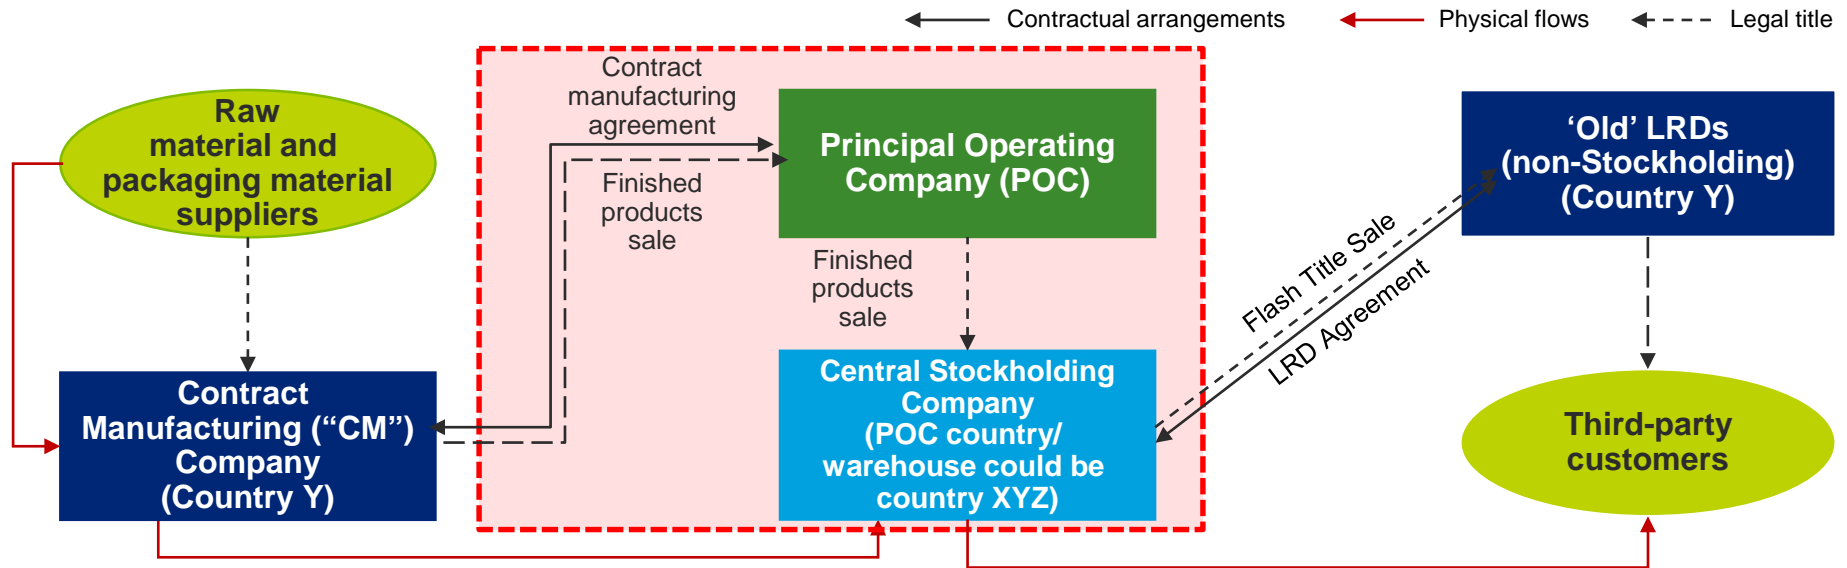 Contractual arrangements
Physical flows
Legal title
Raw
material and
packaging material
suppliers
Contract
manufacturing
agreement
Finished
products
sale
Principal Operating
Company (POC)
Finished
products
sale
‘Old’ LRDs
(non-Stockholding)
(Country Y)
Flash Title Sale
LRD Agreement
Contract
Manufacturing (“CM”)
Company
(Country Y)
Central Stockholding
Company
(POC country/
warehouse could be
country XYZ)
Third-party
customers